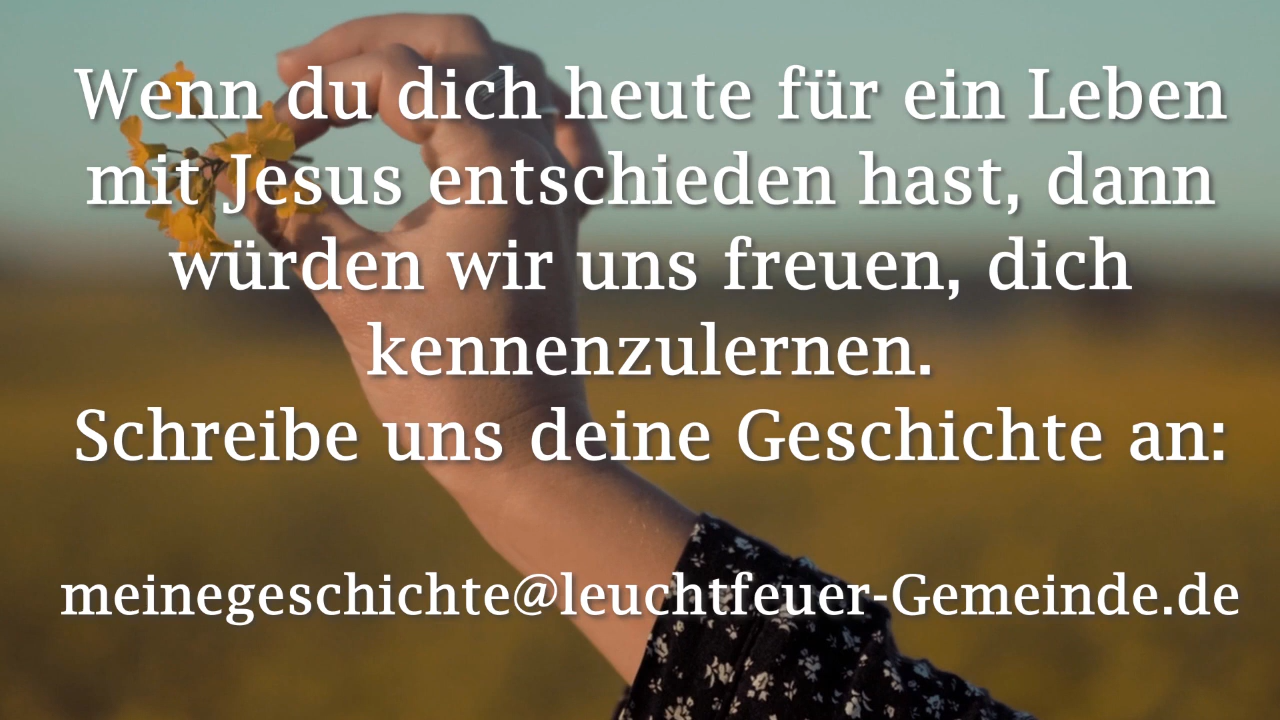 Wenn du dich heute für ein Leben
mit Jesus entschieden hast, dann
würden wir uns freuen, dich
kennenzulernen.
Schreibe uns deine Geschichte an:
meinegeschichte@leuchtfeuer-Gemeinde.de